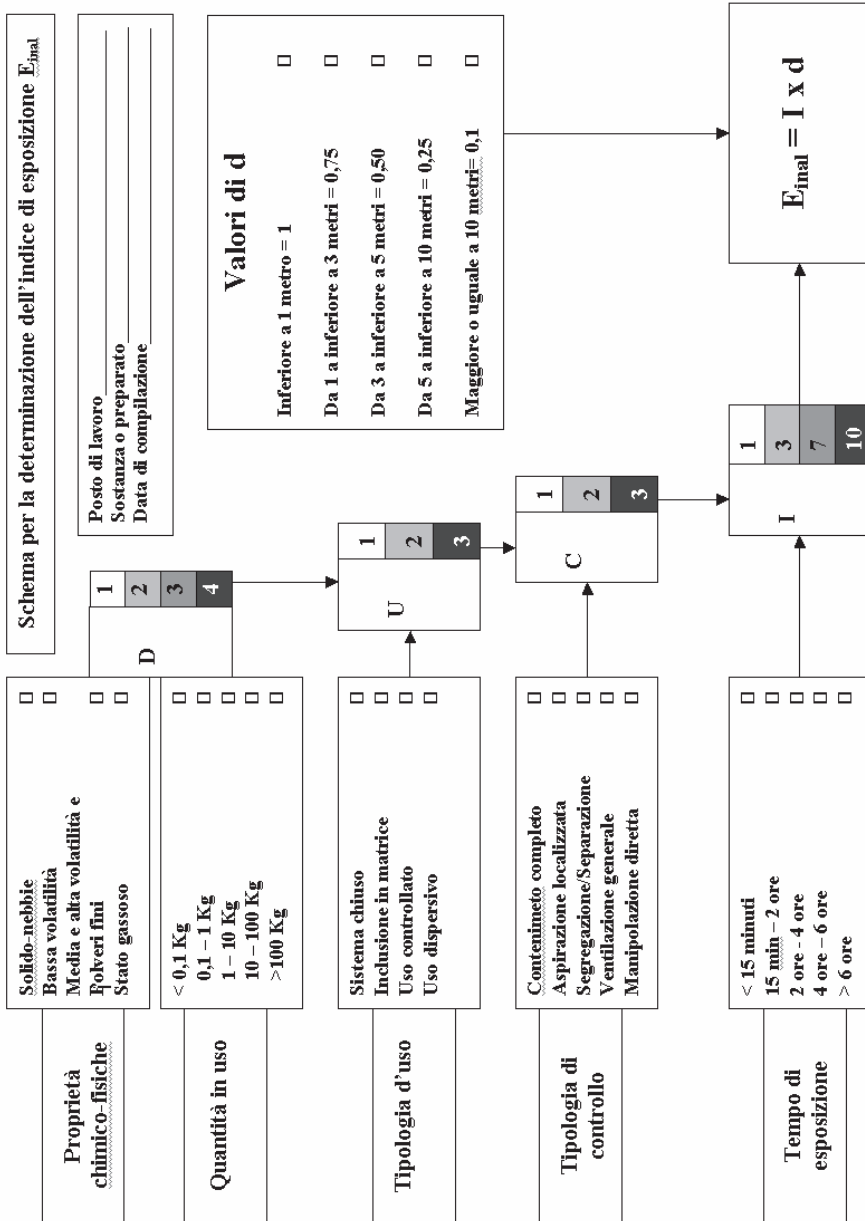 Schema per la determinazione dell'indice di esposizione Einal
Posto di lavoro
Sostanza o preparato
Data di compilazione
Proprietà
chimico-fisiche
Solido-nebbie
Bassa volatilità
Media e alta volatilità e
Polveri fini
Stato gassoso
Quantità in uso
< 0,1 Kg
0,1 – 1 Kg
1 – 10 Kg
10 – 100 Kg
>100 Kg
D
1
2
3
4
Tipologia d'uso
Sistema chiuso
Inclusione in matrice
Uso controllato
Uso dispersivo
U
1
2
3
Tipologia di
controllo
Contenimeto completo
Aspirazione localizzata
Segregazione/Separazione
Ventilazione generale
Manipolazione diretta
C
1
2
3
Tempo di
esposizione
< 15 minuti
15 min – 2 ore
2 ore - 4 ore
4 ore – 6 ore
> 6 ore
I
1
3
7
10
Valori di d
Inferiore a 1 metro = 1
Da 1 a inferiore a 3 metri = 0,75
Da 3 a inferiore a 5 metri = 0,50
Da 5 a inferiore a 10 metri = 0,25
Maggiore o uguale a 10 metri= 0,1
Einal = I x d